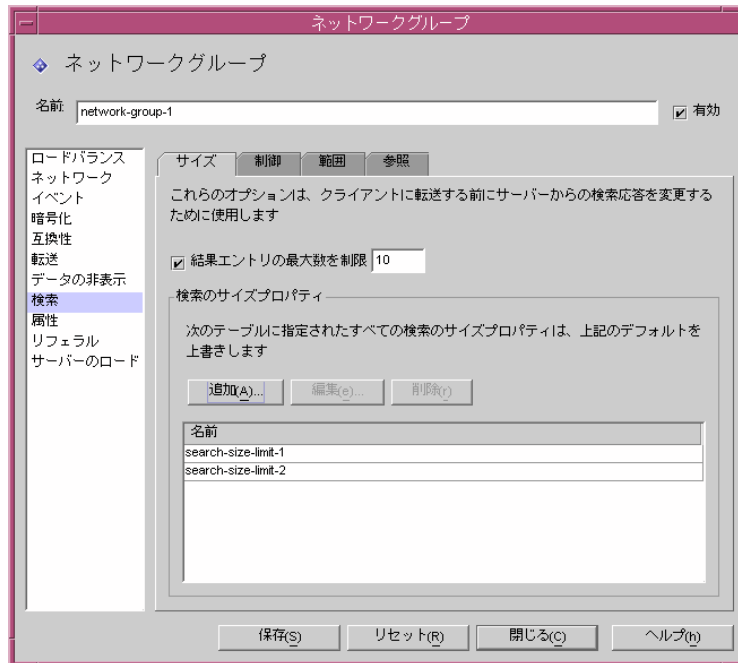 ネットワークグループ
ネットワークグループ
名前: network-group-1 有効
ロードバランス
ネットワーク
イベント
暗号化
互換性
転送
データの非表示
検索
属性
リフェラル
サーバーのロード
サイズ 制御 範囲 参照
これらのオプションは、クライアントに転送する前にサーバーからの検索応答を変更する
ために使用します
結果エントリの最大数を制限 10
検索のサイズプロパティ
次のテーブルに指定されたすべての検索のサイズプロパティは、上記のデフォルトを
上書きします
追加(A)... 編集(e)... 削除(r)
名前
search-size-limit-1
search-size-limit-2
保存(S) リセット(R) 閉じる(C) ヘルプ(h)